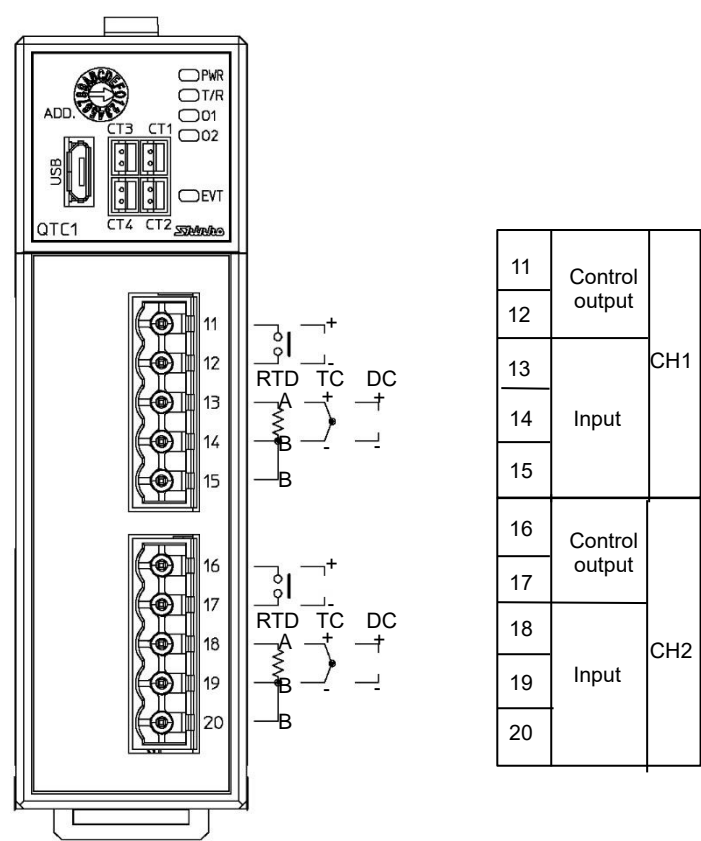 PWR
T/R
O1
O2
EVT
ADD.
CT3 CT1
USB
CT4 CT2
QTC1
Shinho
11
12
13
14
15
+
-
RTD TC DC
A + +
B - -
B
16
17
18
19
20
+
-
RTD TC DC
A + +
B - -
B
11 Control output CH1
12
13
14 Input
15
16 Control output
17
18 CH2
19 Input
20